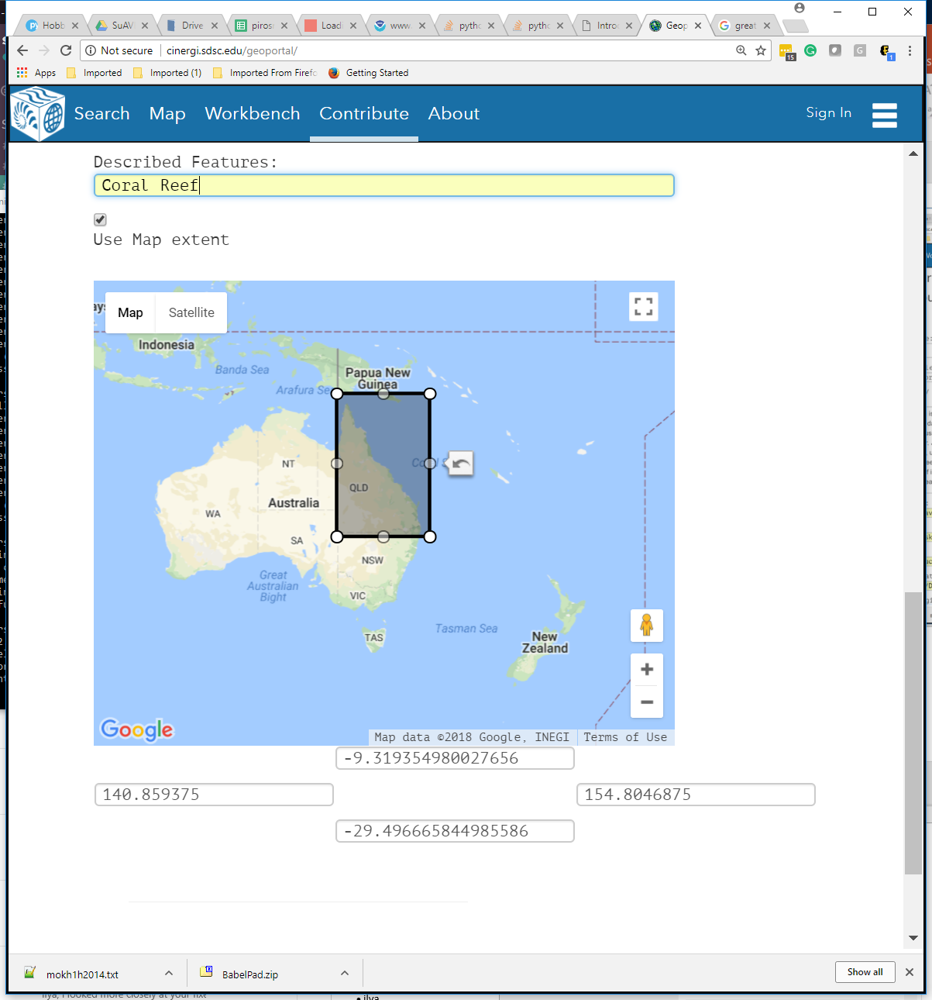 Hobb
SuAV
Drive
piros
Load
www.
pytho
pytho
Introd
Geop
great
Not secure
cinergi.sdsc.edu/geoportal/
15
1
Apps
Imported
Imported (1)
Imported From Firefo
Getting Started
Search
Map
Workbench
Contribute
About
Sign In
Described Features:
Coral Reef
Use Map extent
Map
Satellite
Indonesia
Banda Sea
Papua New
Guinea
Arafura Se
NT
QLD
Australia
WA
SA
NSW
Great
Australian
Bight
VIC
TAS
Tasman Sea
New
Zealand
Google
Map data ©2018 Google, INEGI
Terms of Use
-9.319354980027656
140.859375
154.8046875
-29.496665844985586
mokh1h2014.txt
BabelPad.zip
Show all